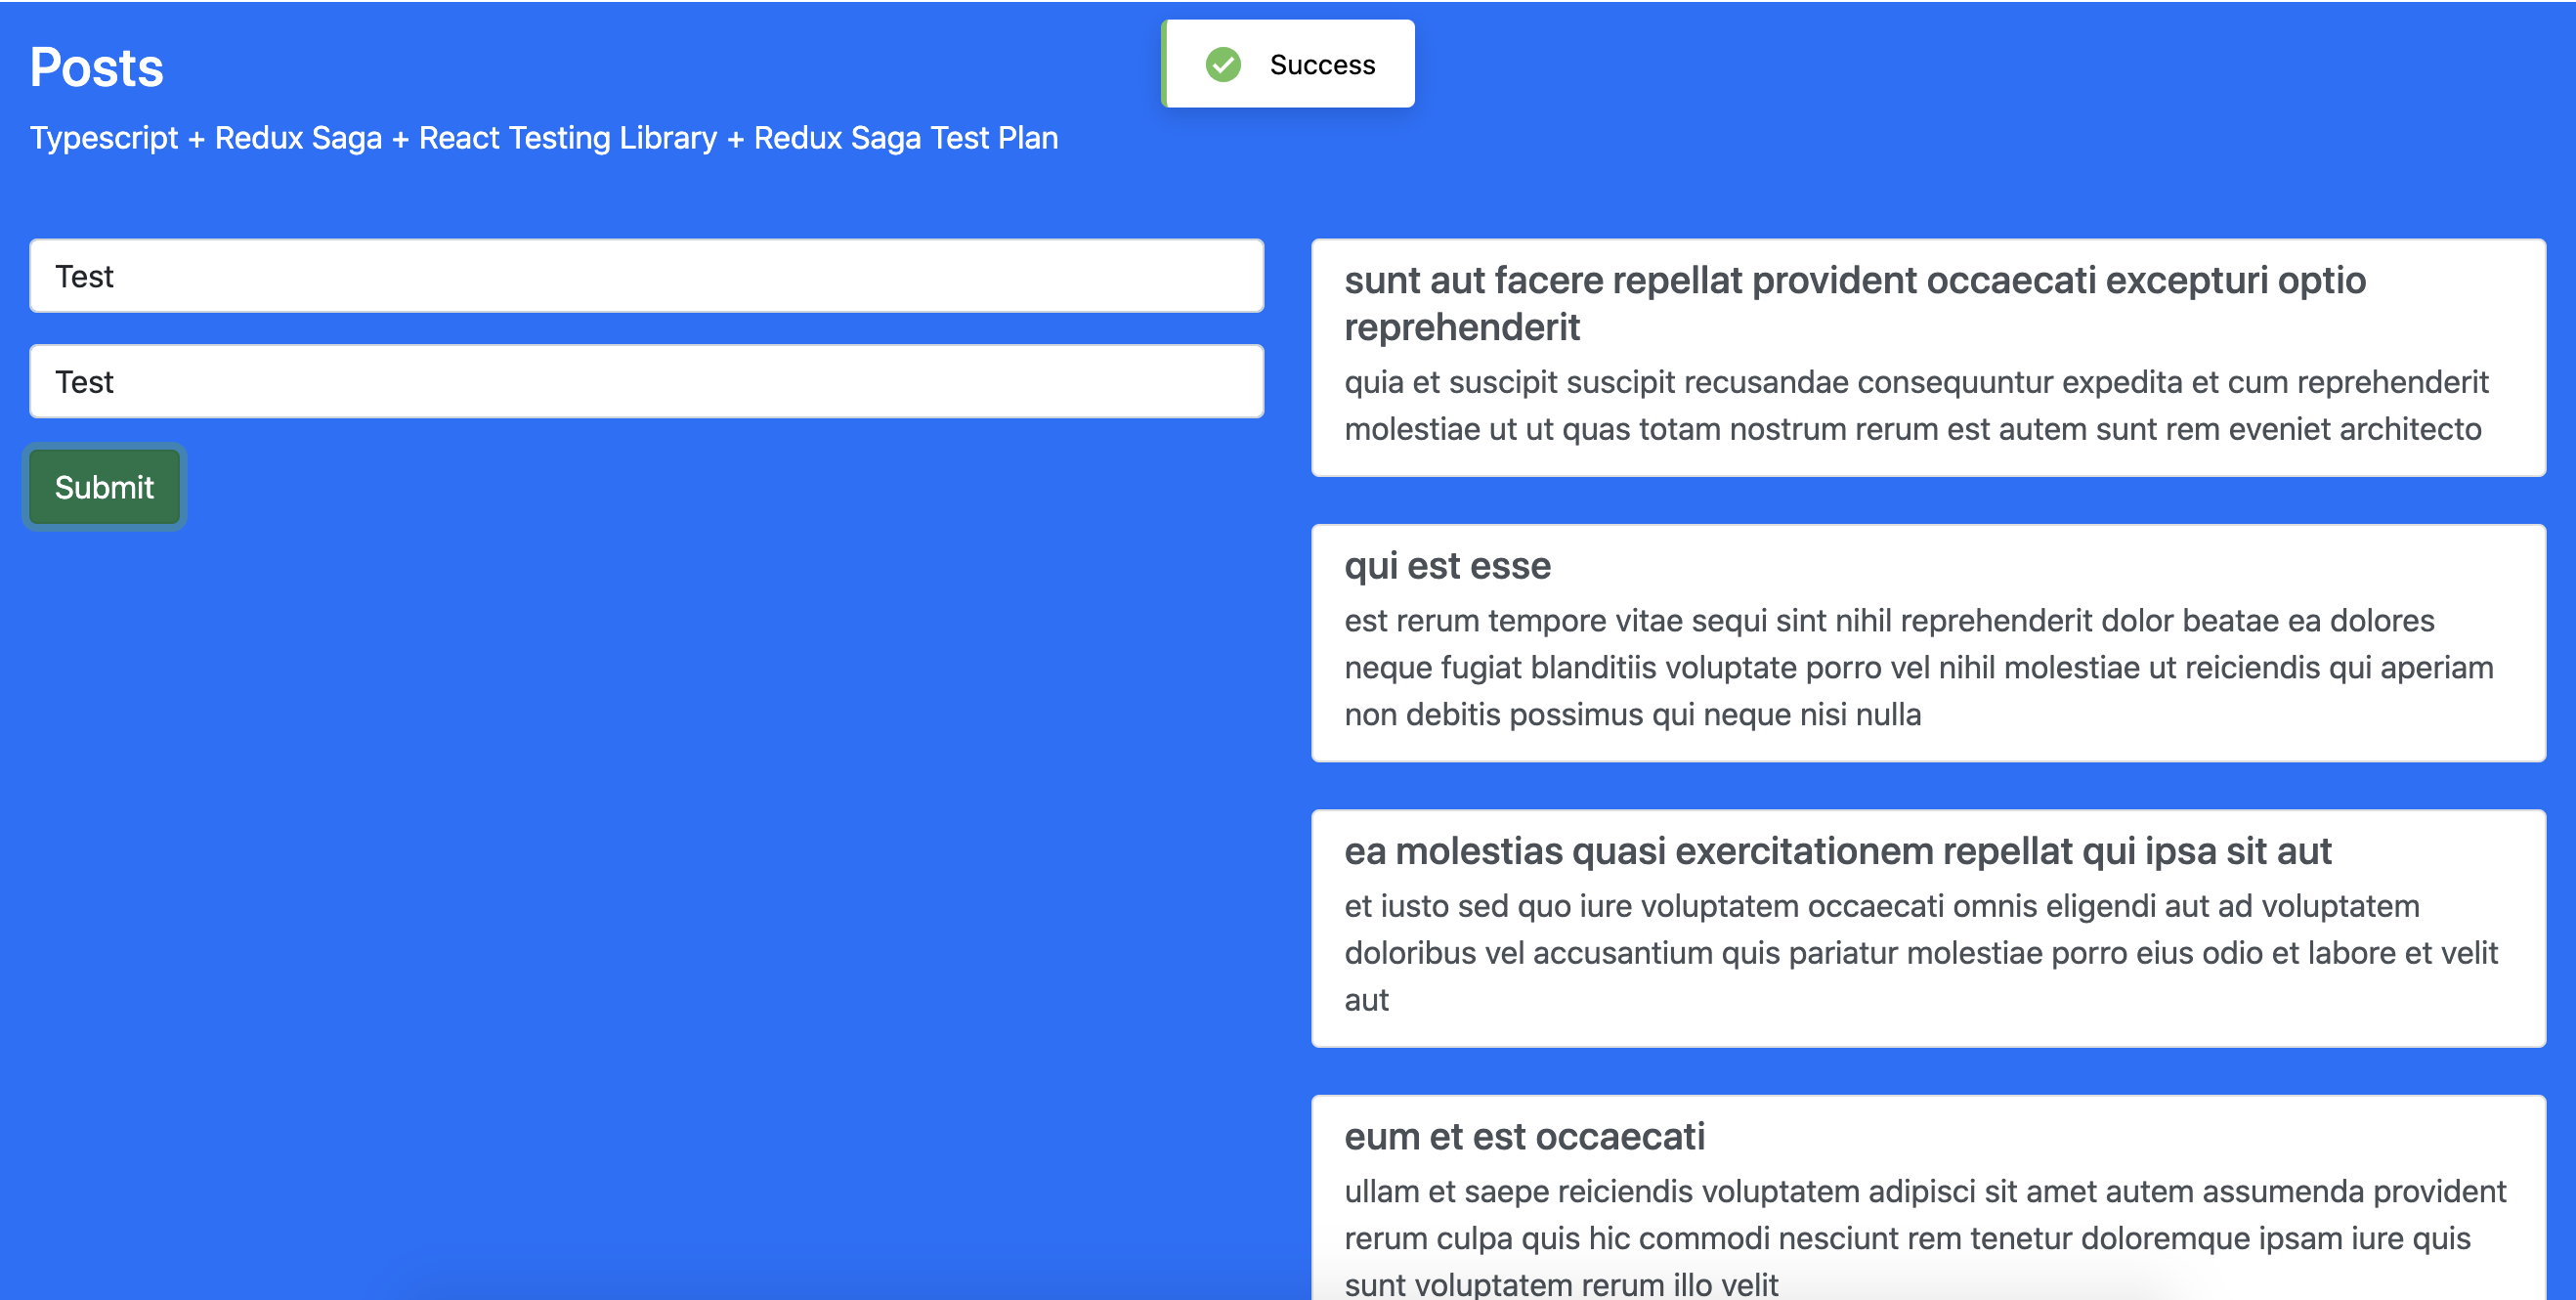 Posts
Success
Typescript + Redux Saga + React Testing Library + Redux Saga Test Plan
Test
Test
Submit
sunt aut facere repellat provident occaecati excepturi optio
reprehenderit
quia et suscipit suscipit recusandae consequuntur expedita et cum reprehenderit
molestiae ut ut quas totam nostrum rerum est autem sunt rem eveniet architecto
qui est esse
est rerum tempore vitae sequi sint nihil reprehenderit dolor beatae ea dolores
neque fugiat blanditiis voluptate porro vel nihil molestiae ut reiciendis qui aperiam
non debitis possimus qui neque nisi nulla
ea molestias quasi exercitationem repellat qui ipsa sit aut
et iusto sed quo iure voluptatem occaecati omnis eligendi aut ad voluptatem
doloribus vel accusantium quis pariatur molestiae porro eius odio et labore et velit
aut
eum et est occaecati
ullam et saepe reiciendis voluptatem adipisci sit amet autem assumenda provident
rerum culpa quis hic commodi nesciunt rem tenetur doloremque ipsam iure quis
sunt voluptatem rerum illo velit